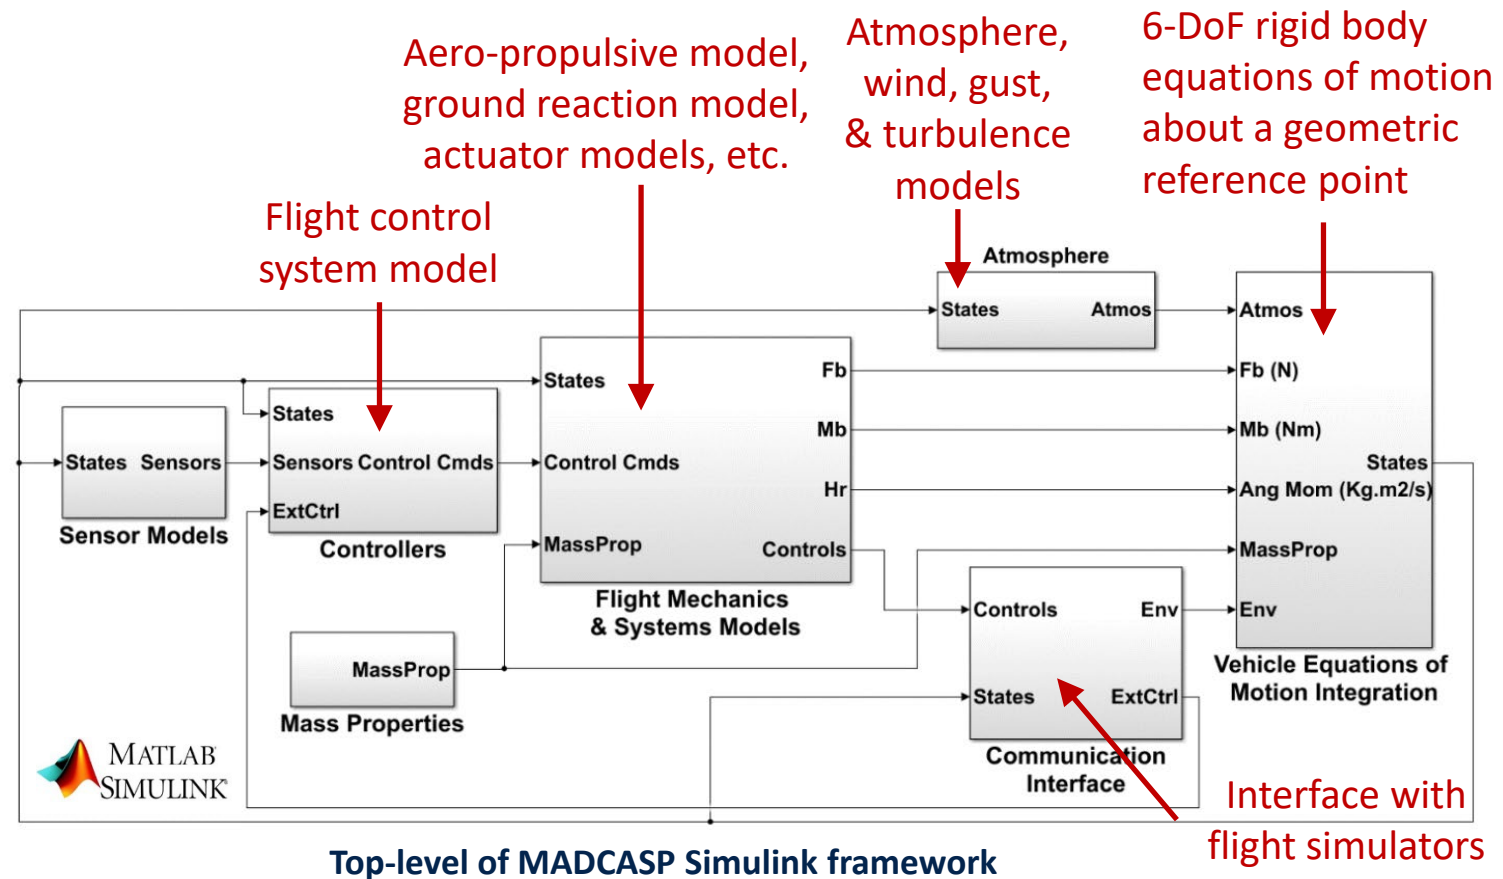 Aero-propulsive model,
ground reaction model,
actuator models, etc.
Atmosphere,
wind, gust,
& turbulence
models
6-DoF rigid body
equations of motion
about a geometric
reference point
Flight control
system model
Atmosphere
States Atmos
Atmos
Fb (N)
Mb (Nm)
Ang Mom (Kg.m2/s)
MassProp
Env
States
Vehicle Equations of
Motion Integration
States
Control Cmds
MassProp
Fb
Mb
Hr
Controls
Flight Mechanics
& Systems Models
States
Sensors Control Cmds
ExtCtrl
Controllers
States Sensors
Sensor Models
MassProp
Mass Properties
Controls Env
States ExtCtrl
Communication
Interface
MATLAB
SIMULINK
Interface with
flight simulators
Top-level of MADCASP Simulink framework